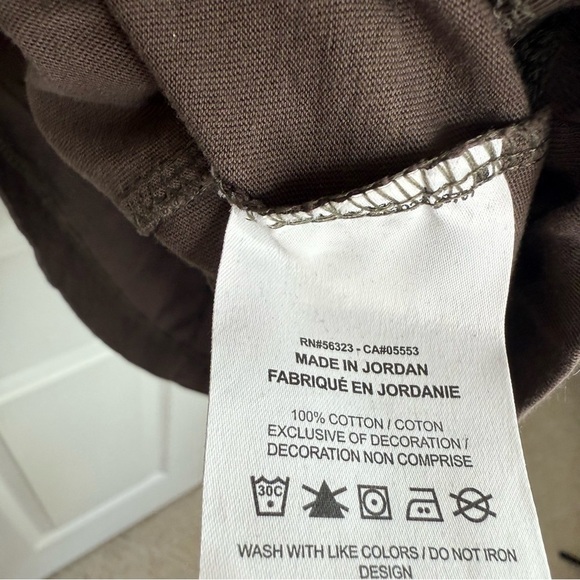 RN#56323 - CA#05553
MADE IN JORDAN
FABRIQUÉ EN JORDANIE
100% COTTON / COTON
EXCLUSIVE OF DECORATION /
DECORATION NON COMPRISE
30C
WASH WITH LIKE COLORS / DO NOT IRON
DESIGN